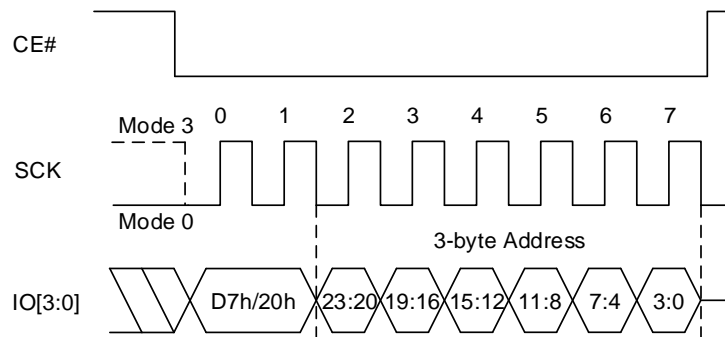 CE#
0 1 2 3 4 5 6 7
Mode 3
SCK
Mode 0
3-byte Address
IO[3:0] D7h/20h 23:20 19:16 15:12 11:8 7:4 3:0